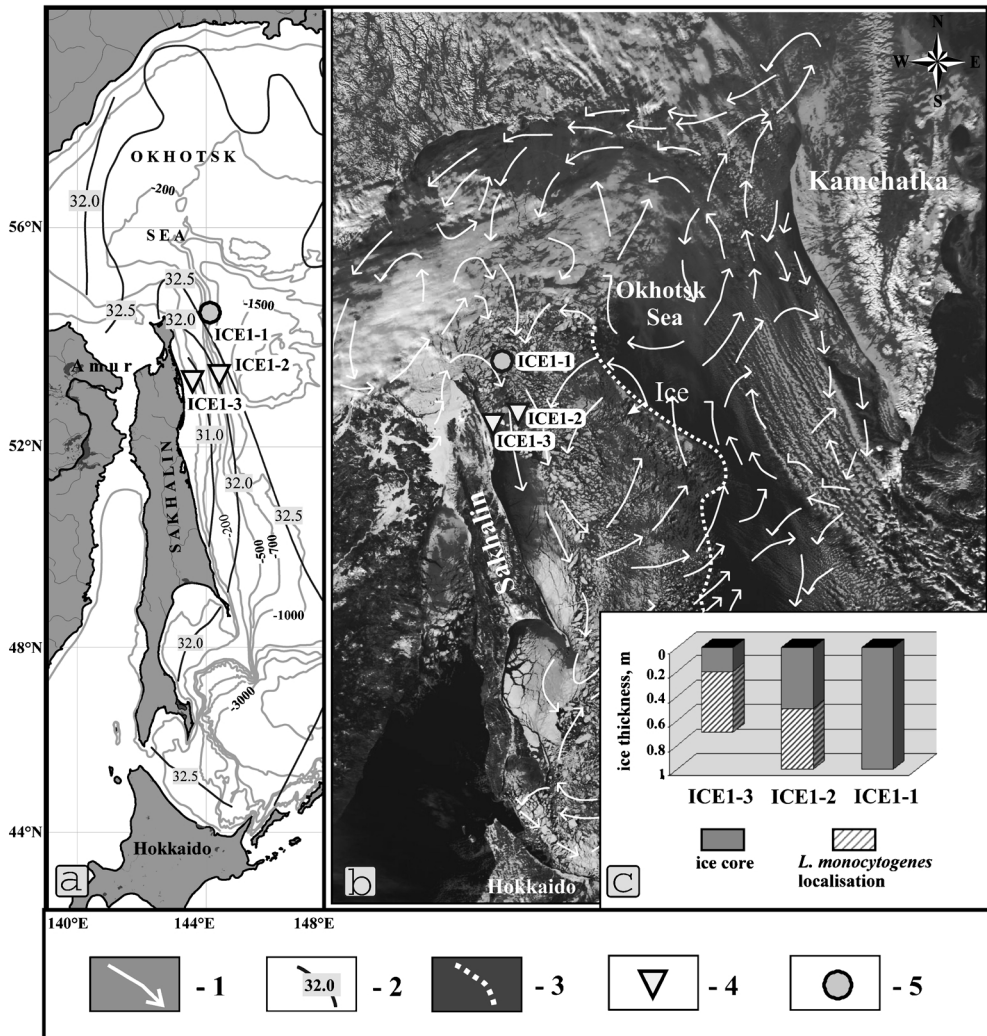 OKHOTSK
-200
32.0
56°N
SEA
32.5
-1500
32.5
32.0
ICE1-1
Amur
ICE1-2
ICE1-3
52°N
31.0
SAKHALIN
32.0
-200
32.5
-500
-700
-1000
48°N
32.0
-3000
32.5
44°N
Hokkaido
a
140°E
144°E
148°E
N
W
E
S
Kamchatka
Okhotsk
Sea
ICE1-1
Ice
ICE1-2
ICE1-3
Sakhalin
Hokkaido
b
ice thickness, m
0
0.2
0.4
0.6
0.8
1
ICE1-3
ICE1-2
ICE1-1
ice core
L. monocytogenes
localisation
c
- 1
32.0
- 2
- 3
- 4
- 5